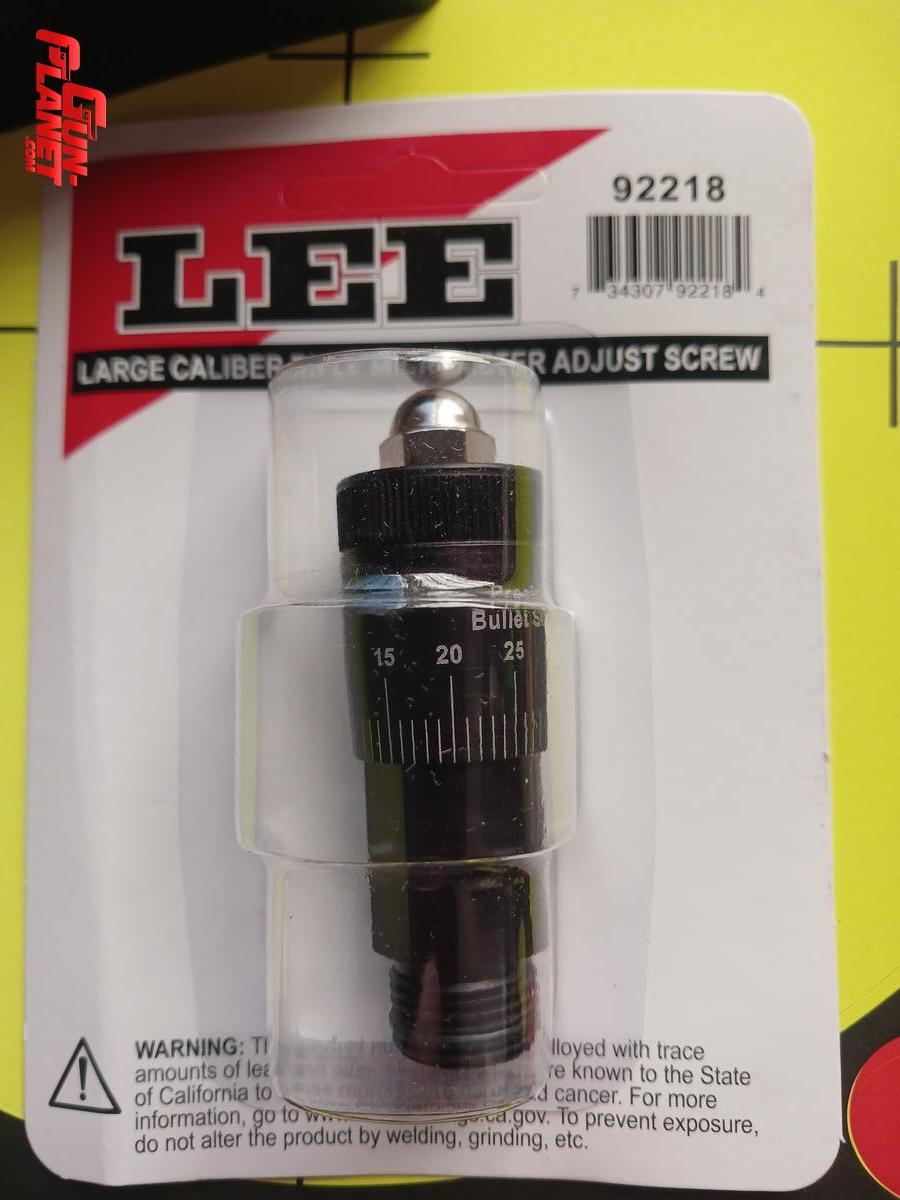 GUN-
PLANET
.COM
92218
LEE
7 34307 92218 4
LARGE CALIBER ADJUST SCREW
Bullet
15 20 25
WARNING: lloyed with trace
amounts of re known to the State
of California to cancer. For more
information, go to .ca.gov. To prevent exposure,
do not alter the product by welding, grinding, etc.